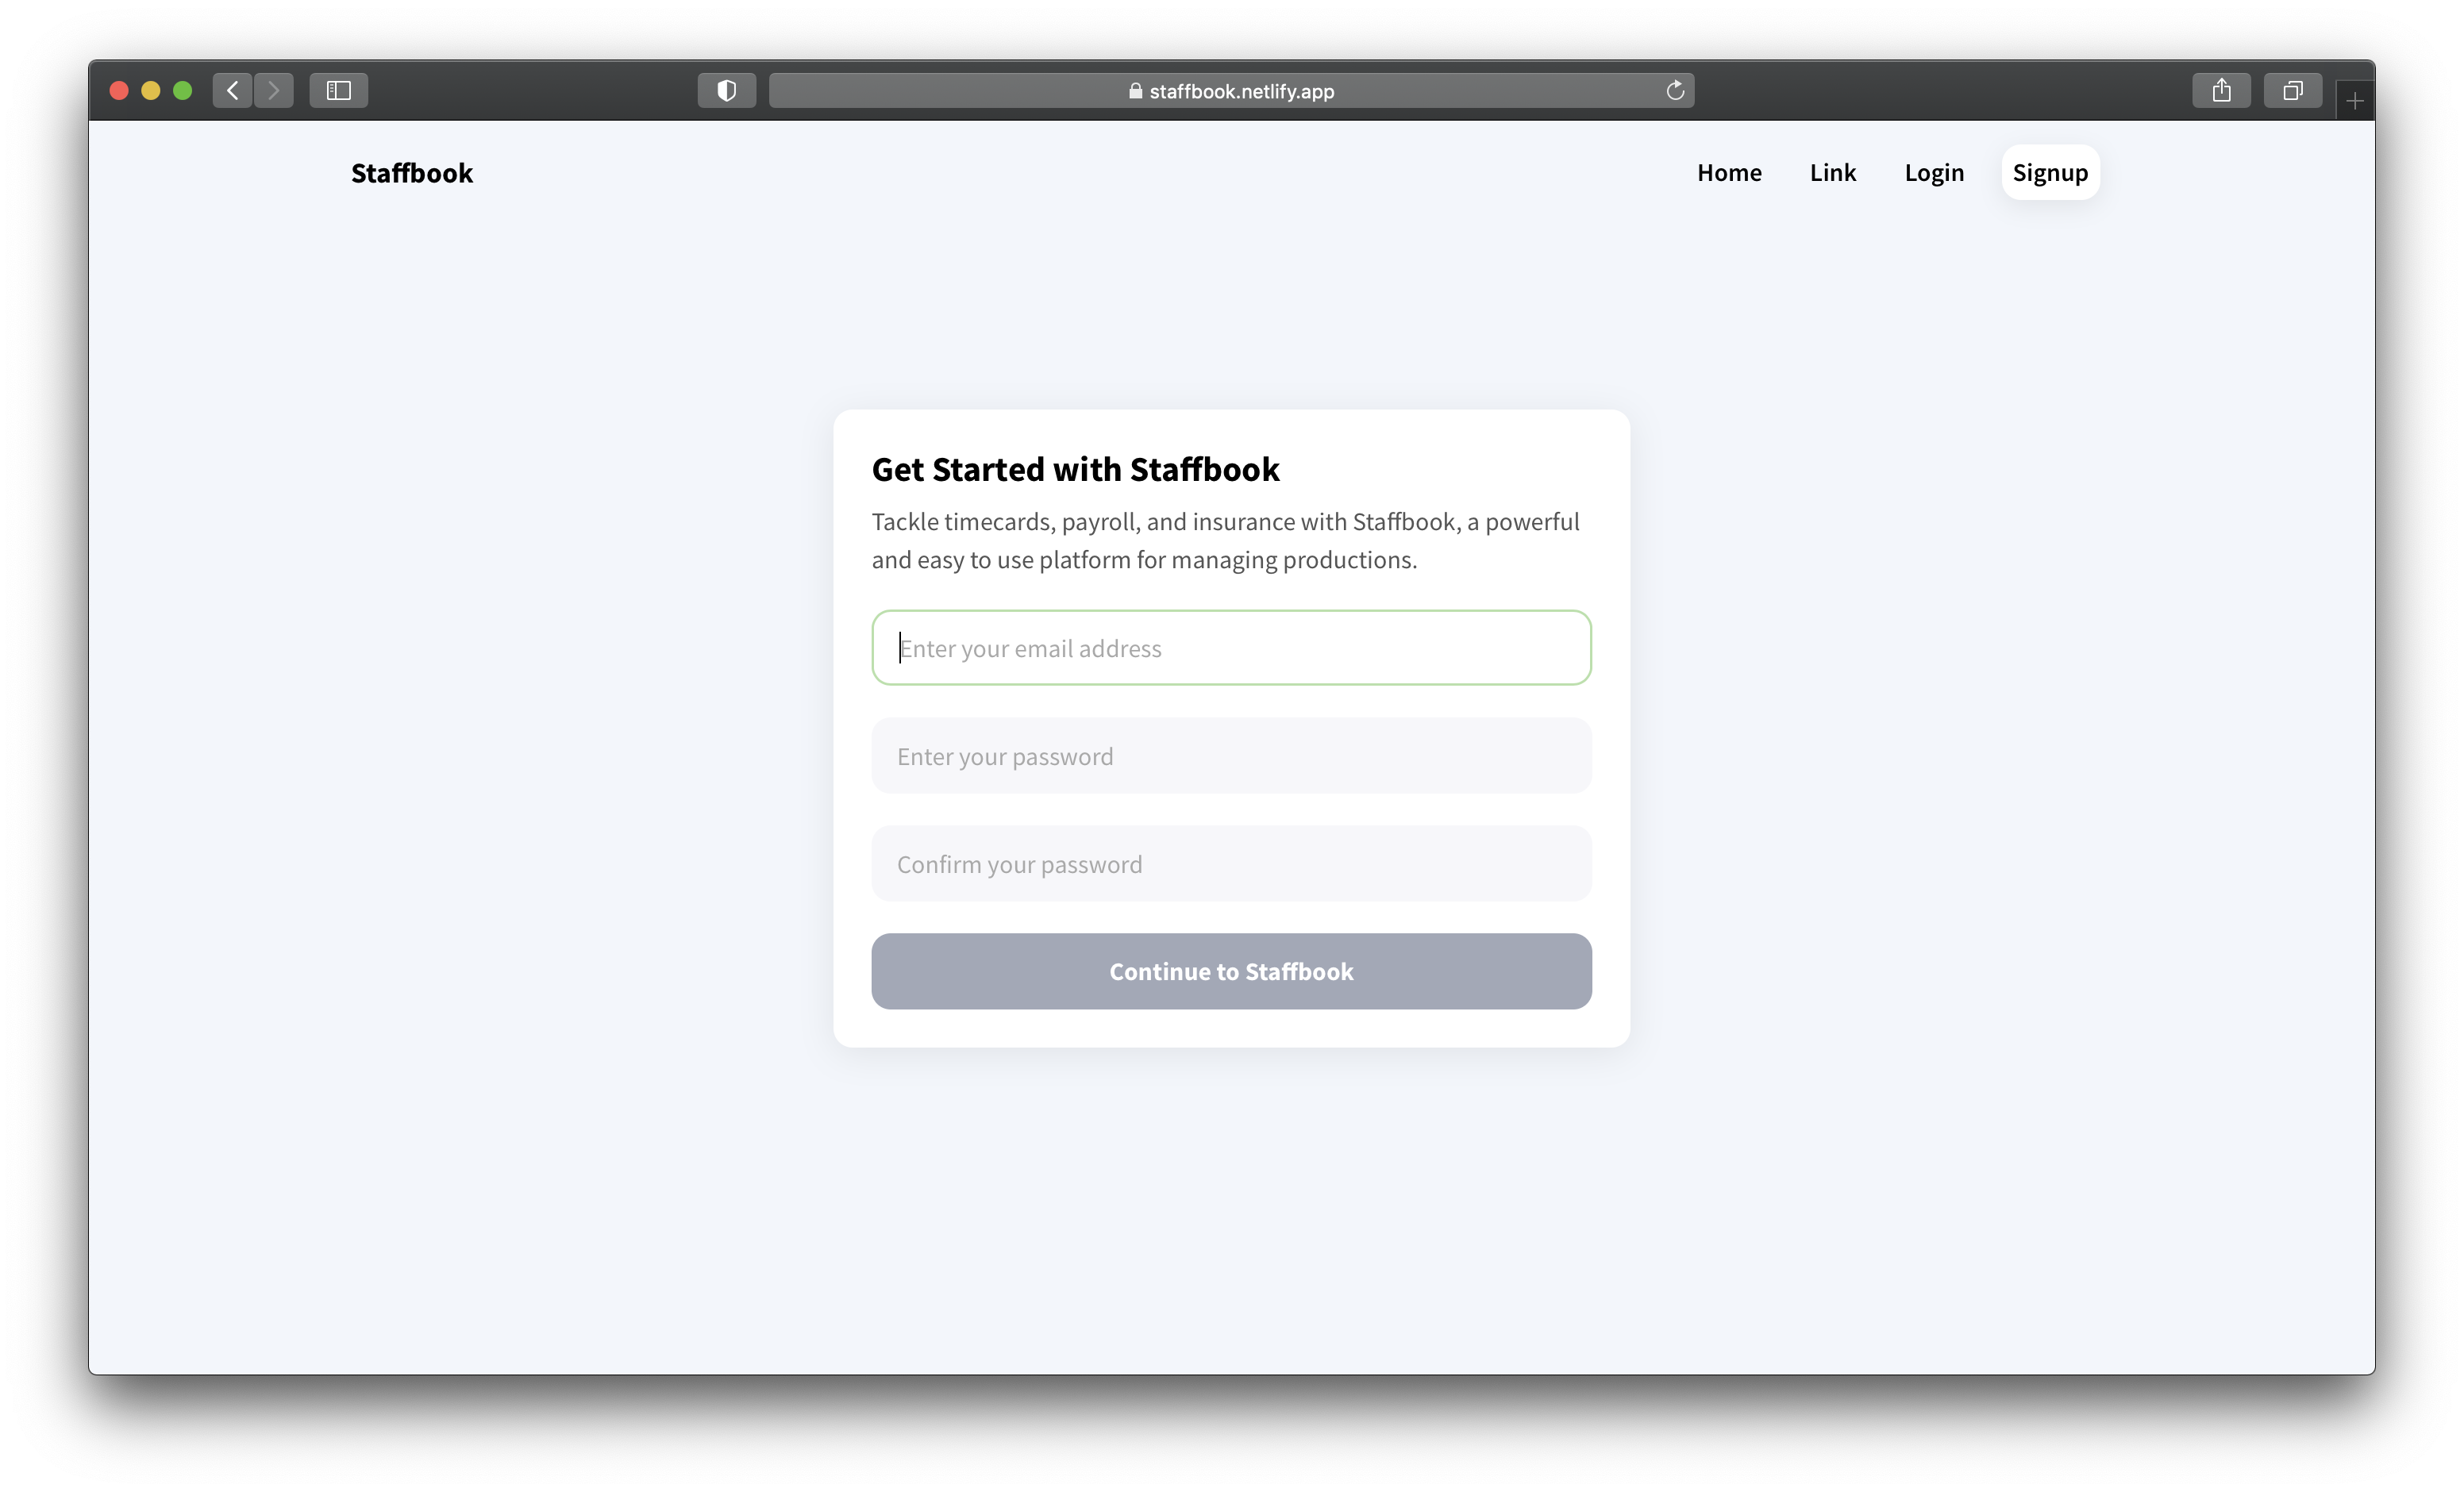 staffbook.netlify.app
Staffbook
Home Link Login Signup
Get Started with Staffbook
Tackle timecards, payroll, and insurance with Staffbook, a powerful
and easy to use platform for managing productions.
Enter your email address
Enter your password
Confirm your password
Continue to Staffbook